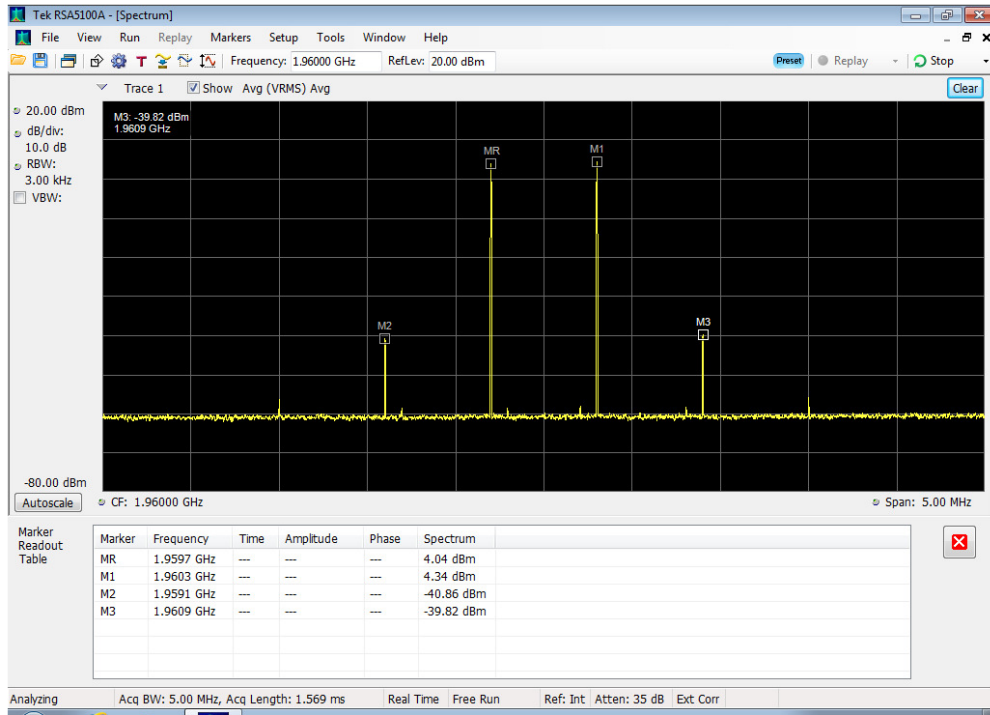 Tek RSA5100A - [Spectrum]
File View Run Replay Markers Setup Tools Window Help
T Frequency: 1.96000 GHz RefLev: 20.00 dBm Preset Replay Stop
Trace 1 Show Avg (VRMS) Avg Clear
20.00 dBm
dB/div:
10.0 dB
RBW:
3.00 kHz
VBW:
M3: -39.82 dBm
1.9609 GHz
MR
M1
M2
M3
-80.00 dBm
Autoscale CF: 1.96000 GHz Span: 5.00 MHz
Marker
Readout
Table
Marker Frequency Time Amplitude Phase Spectrum
MR 1.9597 GHz --- --- --- 4.04 dBm
M1 1.9603 GHz --- --- --- 4.34 dBm
M2 1.9591 GHz --- --- --- -40.86 dBm
M3 1.9609 GHz --- --- --- -39.82 dBm
Analyzing Acq BW: 5.00 MHz, Acq Length: 1.569 ms Real Time Free Run Ref: Int Atten: 35 dB Ext Corr